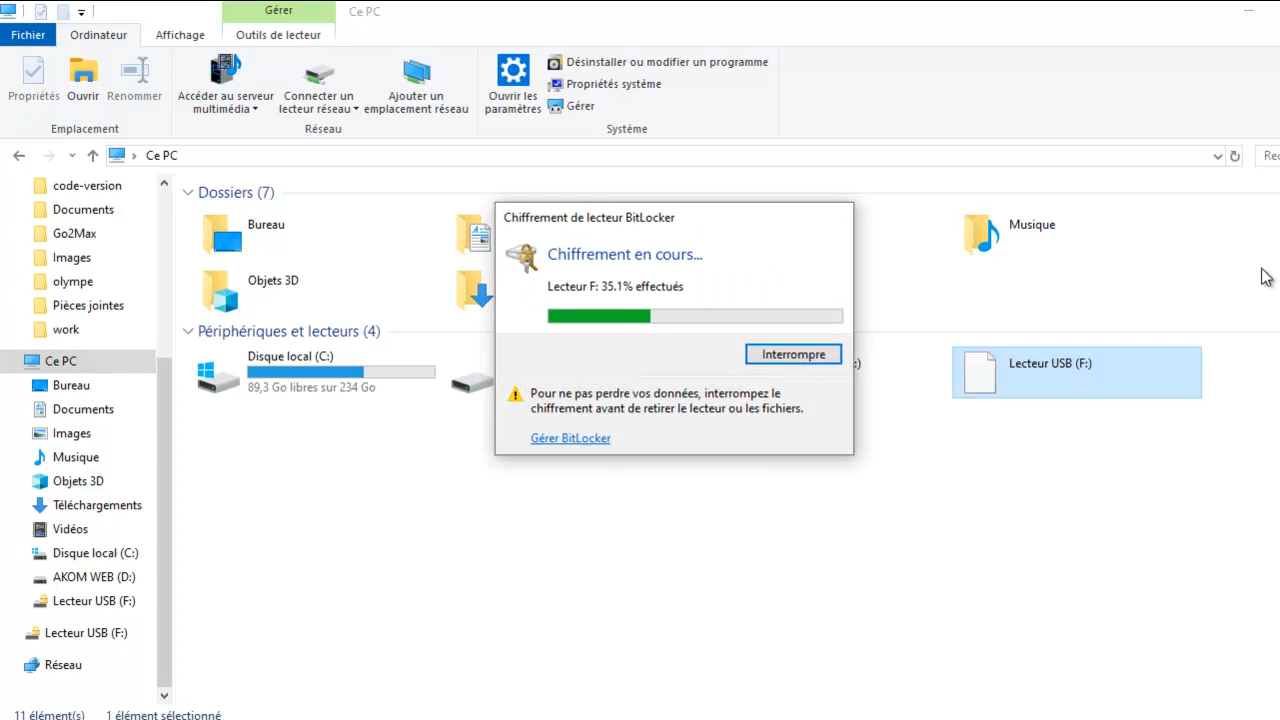 Gérer
Ce PC
Fichier
Ordinateur
Affichage
Outils de lecteur
Propriétés
Ouvrir
Renommer
Emplacement
Accéder au serveur
multimédia
Connecter un
lecteur réseau
Ajouter un
emplacement réseau
Réseau
Ouvrir les
paramètres
Désinstaller ou modifier un programme
Propriétés système
Gérer
Système
Ce PC
Rec
code-version
Documents
Go2Max
Images
olympe
Pièces jointes
work
Ce PC
Bureau
Documents
Images
Musique
Objets 3D
Téléchargements
Vidéos
Disque local (C:)
AKOM WEB (D:)
Lecteur USB (F:)
Lecteur USB (F:)
Réseau
Dossiers (7)
Bureau
Musique
Objets 3D
Périphériques et lecteurs (4)
Disque local (C:)
89,3 Go libres sur 234 Go
:)
Lecteur USB (F:)
Chiffrement de lecteur BitLocker
Chiffrement en cours...
Lecteur F: 35.1% effectués
Interrompre
Pour ne pas perdre vos données, interrompez le
chiffrement avant de retirer le lecteur ou les fichiers.
Gérer BitLocker
11 élément(s)
1 élément sélectionné